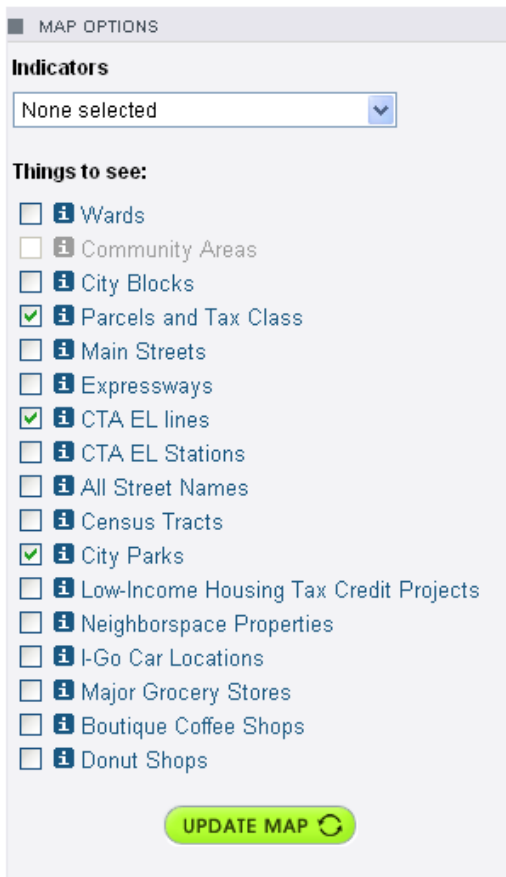 MAP OPTIONS
Indicators
None selected
Things to see:
i Wards
i Community Areas
i City Blocks
i Parcels and Tax Class
i Main Streets
i Expressways
i CTA EL lines
i CTA EL Stations
i All Street Names
i Census Tracts
i City Parks
i Low-Income Housing Tax Credit Projects
i Neighborspace Properties
i I-Go Car Locations
i Major Grocery Stores
i Boutique Coffee Shops
i Donut Shops
UPDATE MAP